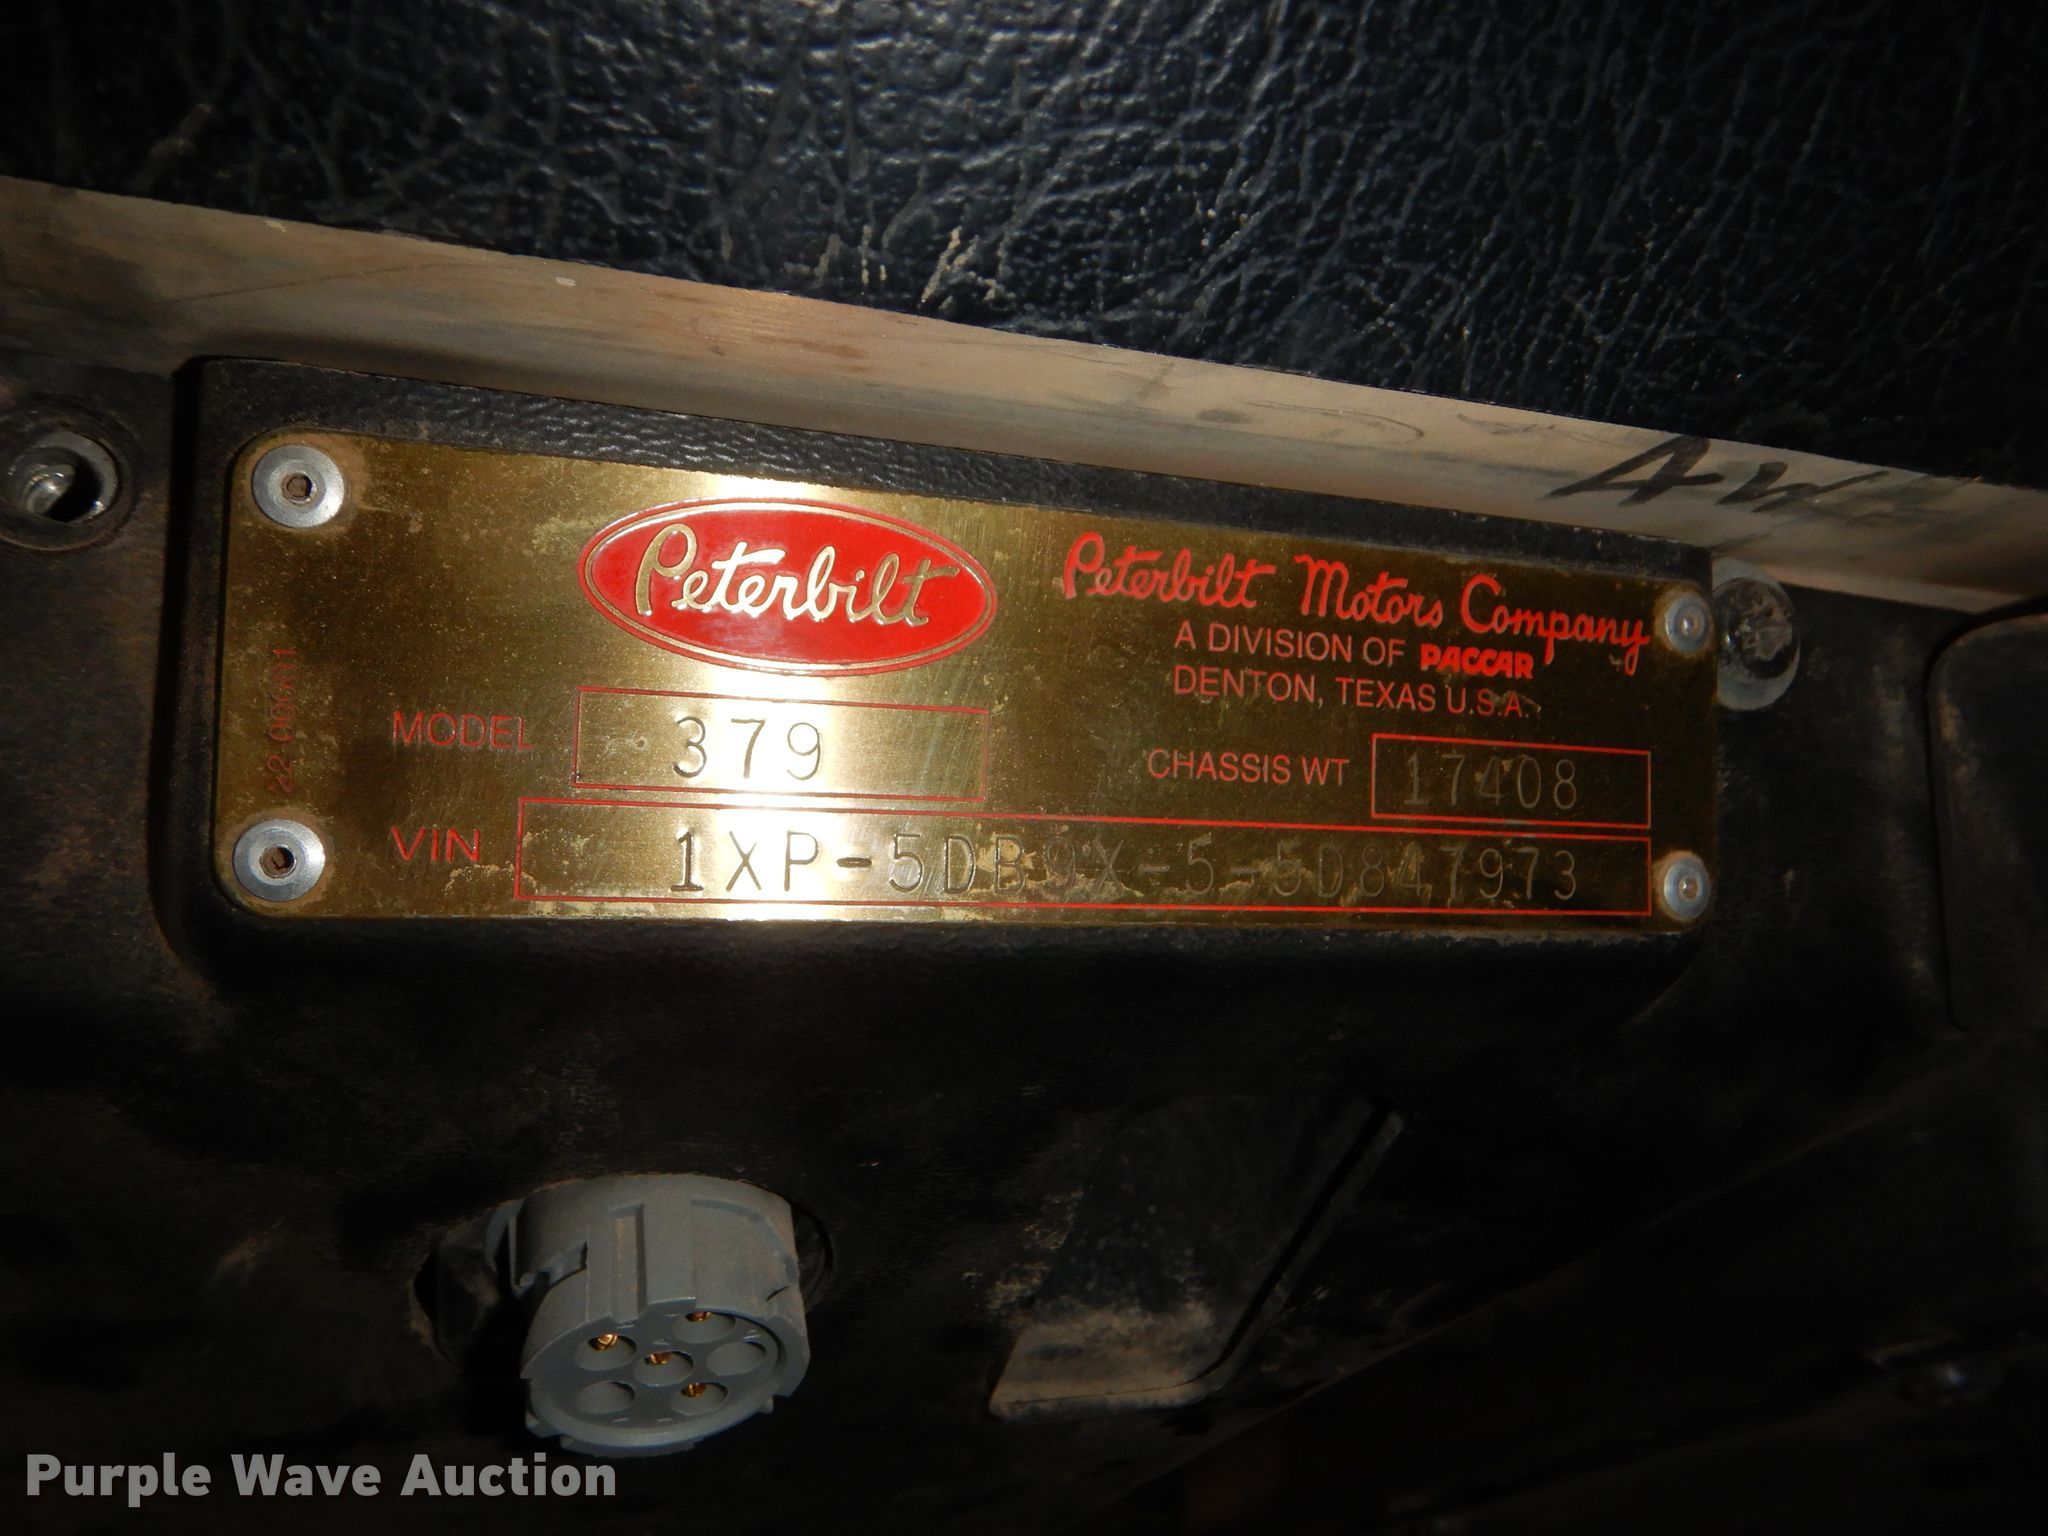 Peterbilt
Peterbilt Motors Company
A DIVISION OF PACCAR
DENTON, TEXAS U.S.A.
MODEL 379
CHASSIS WT 17408
VIN 1XP-5DB9X-5-5D847973
Purple Wave Auction